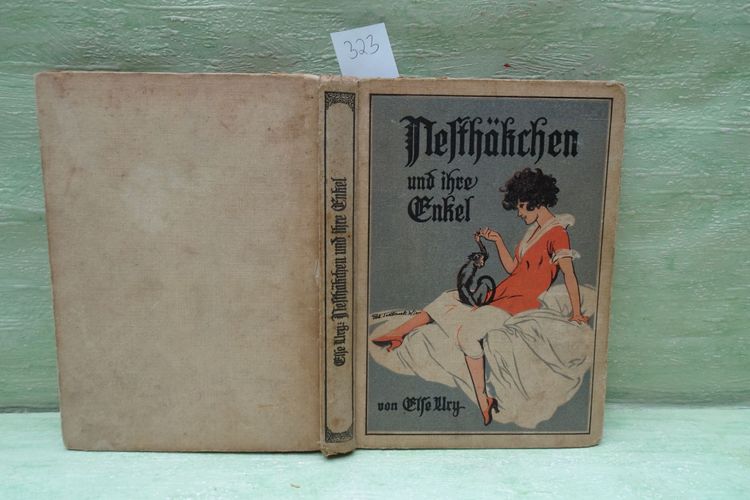 323
Nesthäkchen
und ihre
Enkel
von Else Ury
Else Ury: Nesthäkchen und ihre Enkel